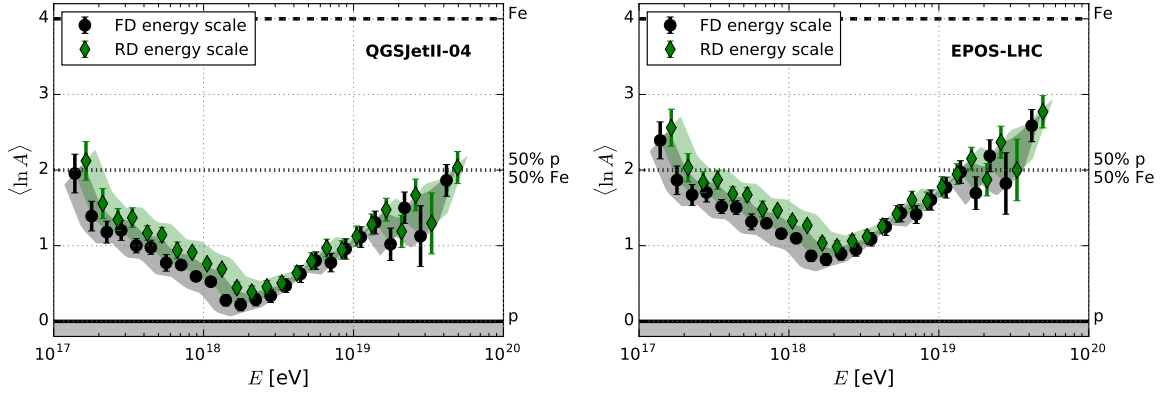 4
3
2
1
0
⟨ln A⟩
FD energy scale
RD energy scale
QGSJetII-04
Fe
50% p
50% Fe
p
10^17
10^18
10^19
10^20
E [eV]
4
3
2
1
0
⟨ln A⟩
FD energy scale
RD energy scale
EPOS-LHC
Fe
50% p
50% Fe
p
10^17
10^18
10^19
10^20
E [eV]